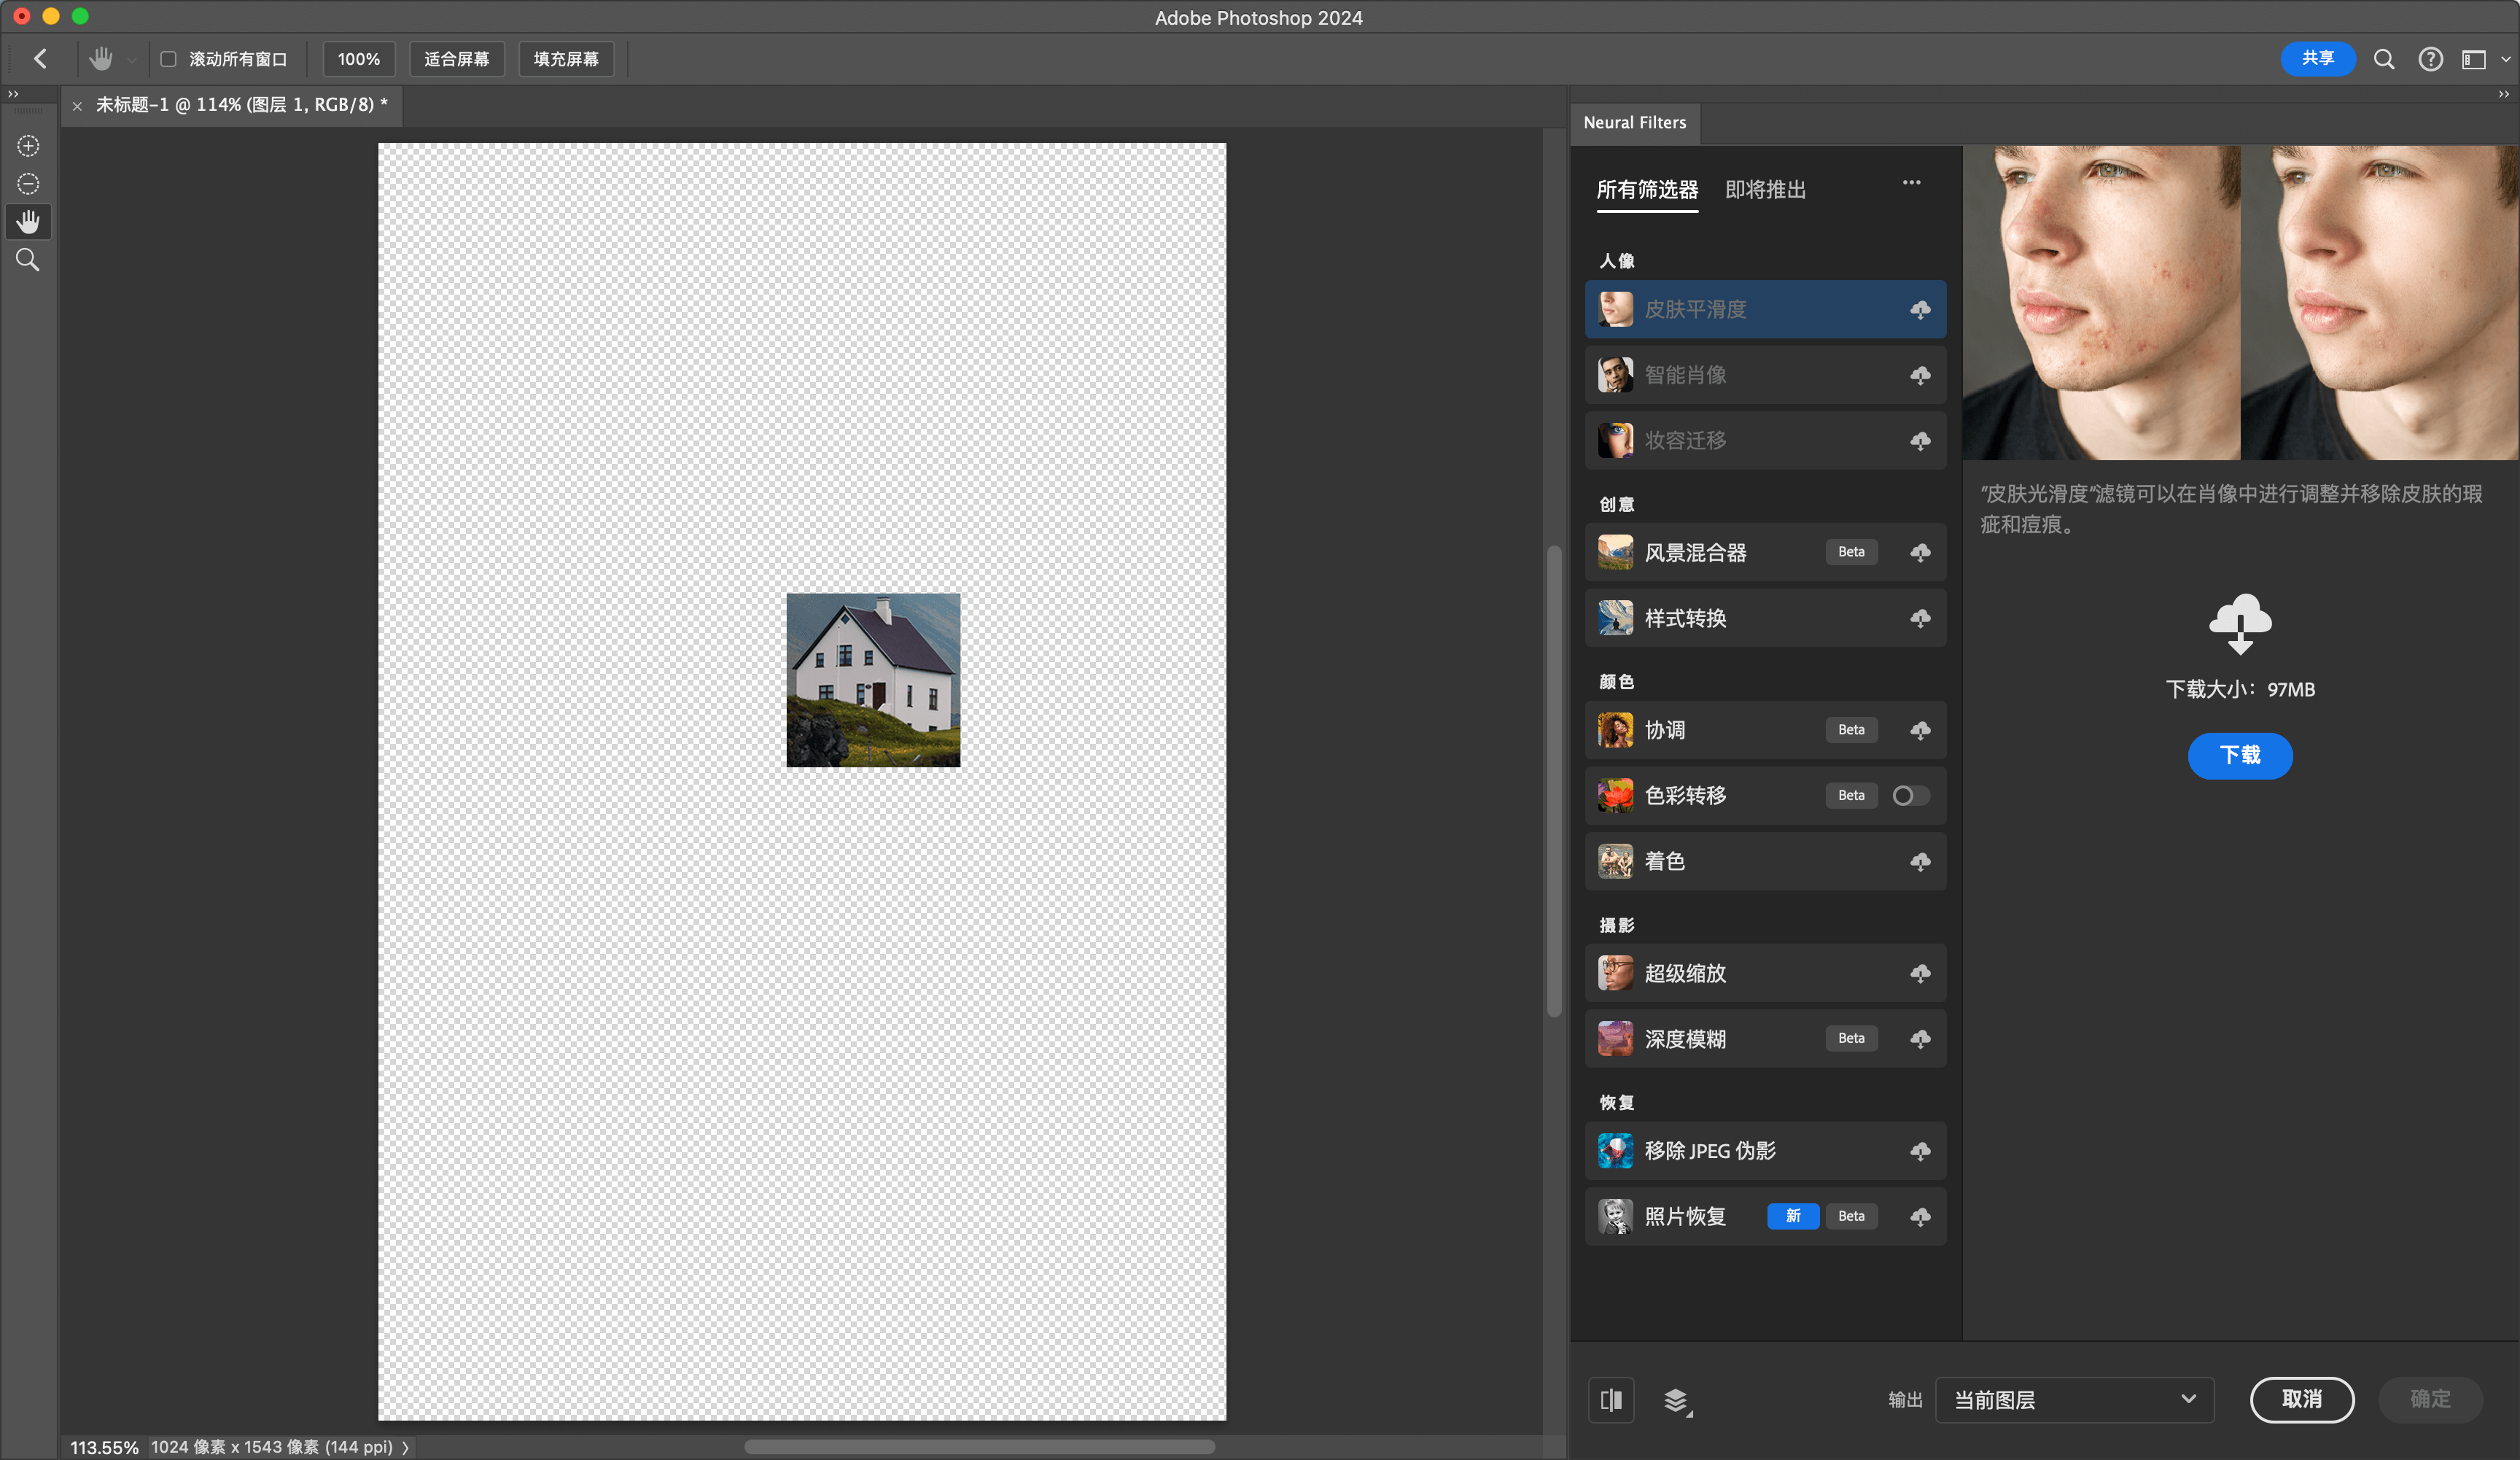 Adobe Photoshop 2024
滚动所有窗口
100%
适合屏幕
填充屏幕
共享
未标题-1 @ 114% (图层 1, RGB/8) *
Neural Filters
所有筛选器
即将推出
人像
皮肤平滑度
智能肖像
妆容迁移
创意
风景混合器 Beta
样式转换
颜色
协调 Beta
色彩转移 Beta
着色
摄影
超级缩放
深度模糊 Beta
恢复
移除 JPEG 伪影
照片恢复 新 Beta
“皮肤光滑度“滤镜可以在肖像中进行调整并移除皮肤的瑕
疵和痘痕。
下载大小：97MB
下载
输出
当前图层
取消
确定
113.55%
1024 像素 x 1543 像素 (144 ppi)